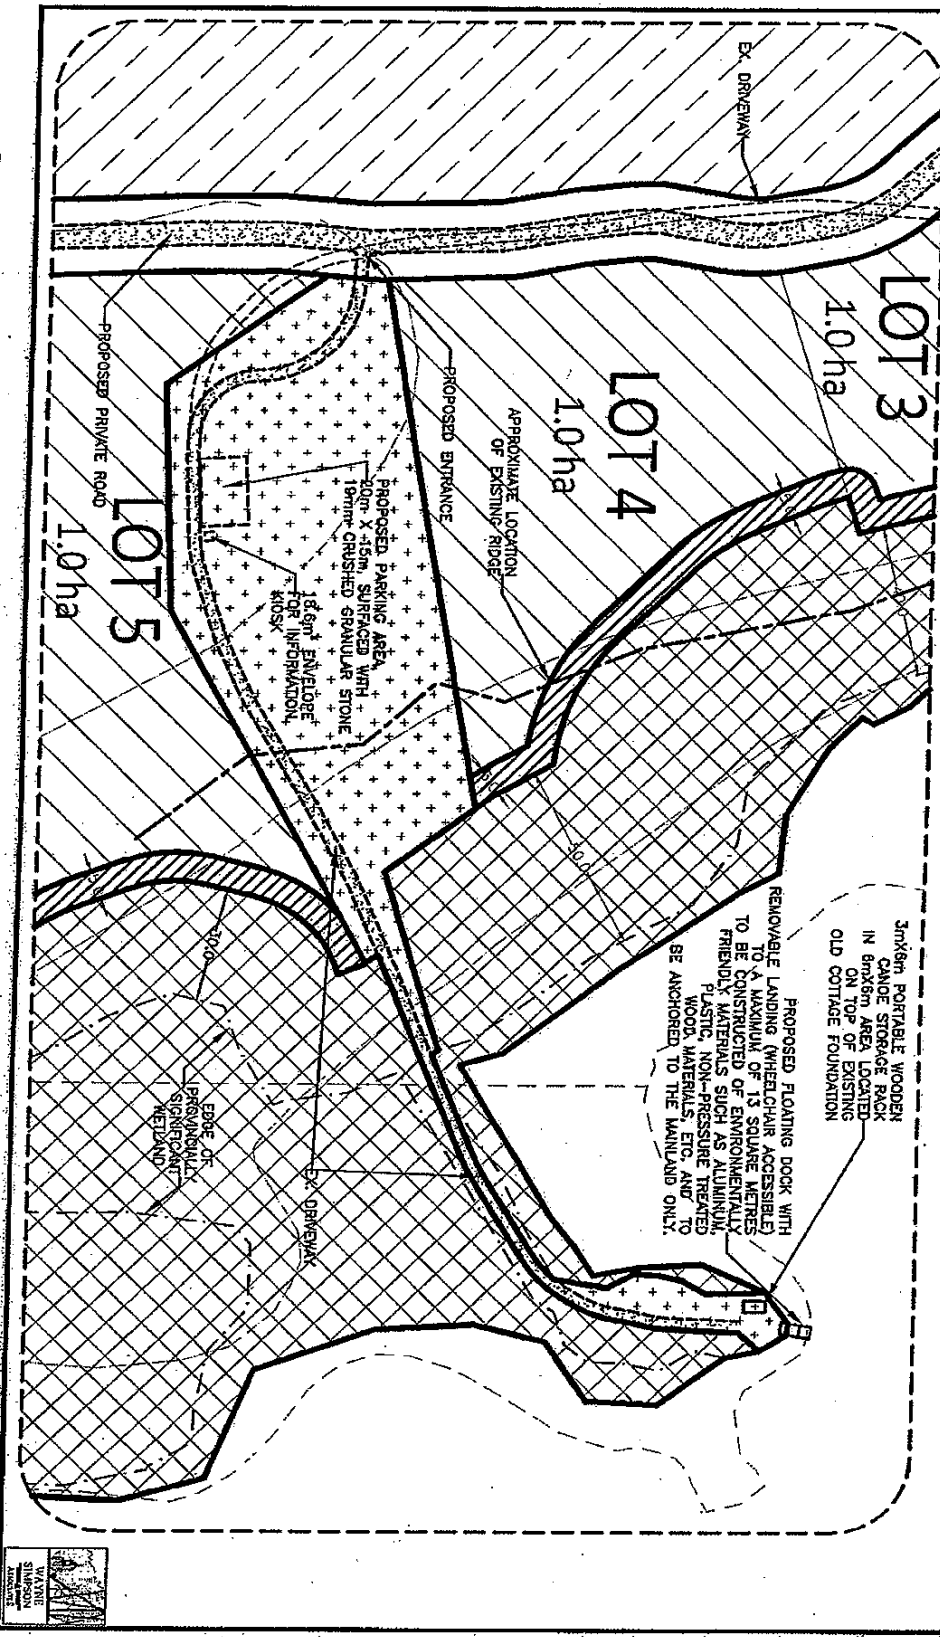 EX. DRIVEWAY
LOT 3
1.0 ha
LOT 4
1.0 ha
APPROXIMATE LOCATION
OF EXISTING RIDGE
PROPOSED ENTRANCE
PROPOSED PRIVATE ROAD
LOT 5
1.0 ha
PROPOSED PARKING AREA,
20m X 15m, SURFACED WITH
19mm CRUSHED GRANULAR STONE
18.6m² ENVELOPE
FOR INFORMATION
KIOSK
3mX6m PORTABLE WOODEN
CANOE STORAGE RACK
IN 6mX6m AREA LOCATED
ON TOP OF EXISTING
OLD COTTAGE FOUNDATION
PROPOSED FLOATING DOCK WITH
REMOVABLE LANDING (WHEELCHAIR ACCESSIBLE)
TO A MAXIMUM OF 13 SQUARE METRES
TO BE CONSTRUCTED OF ENVIRONMENTALLY
FRIENDLY MATERIALS SUCH AS ALUMINUM,
PLASTIC, NON-PRESSURE TREATED
WOOD MATERIALS, ETC. AND TO
BE ANCHORED TO THE MAINLAND ONLY.
30.0
EDGE OF
PROVINCIALLY
SIGNIFICANT
WETLAND
EX. DRIVEWAY
WAYNE
SIMPSON